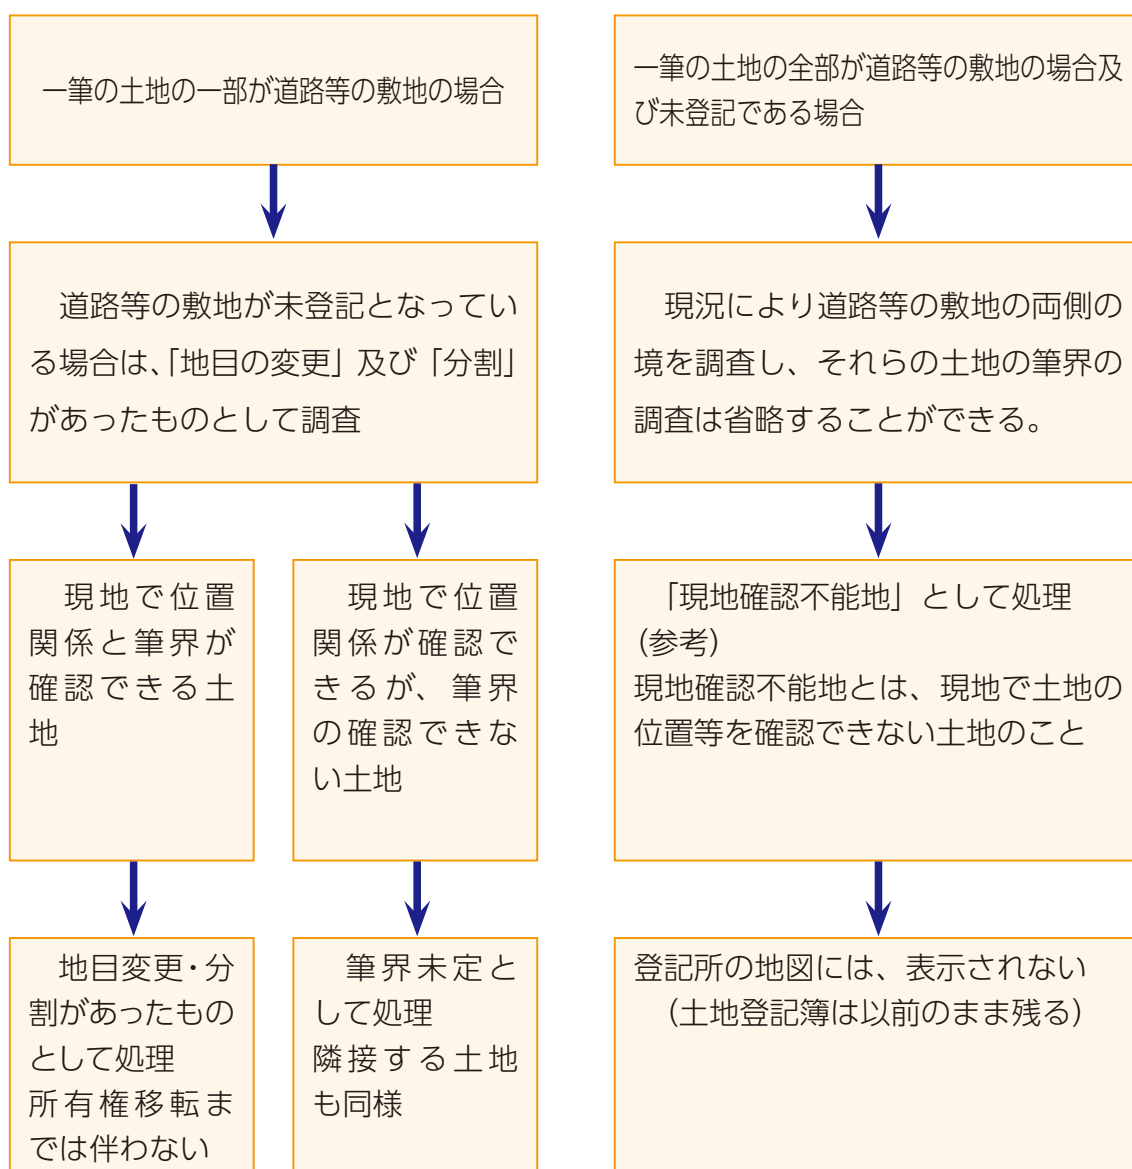 一筆の土地の一部が道路等の敷地の場合
一筆の土地の全部が道路等の敷地の場合及
び未登記である場合
道路等の敷地が未登記となってい
る場合は、「地目の変更」及び「分割」
があったものとして調査
現況により道路等の敷地の両側の
境を調査し、それらの土地の筆界の
調査は省略することができる。
現地で位置
関係と筆界が
確認できる土
地
現地で位置
関係が確認で
きるが、筆界
の確認できな
い土地
「現地確認不能地」として処理
(参考)
現地確認不能地とは、現地で土地の
位置等を確認できない土地のこと
地目変更・分
割があったもの
として処理
所有権移転ま
では伴わない
筆界未定と
して処理
隣接する土地
も同様
登記所の地図には、表示されない
(土地登記簿は以前のまま残る)